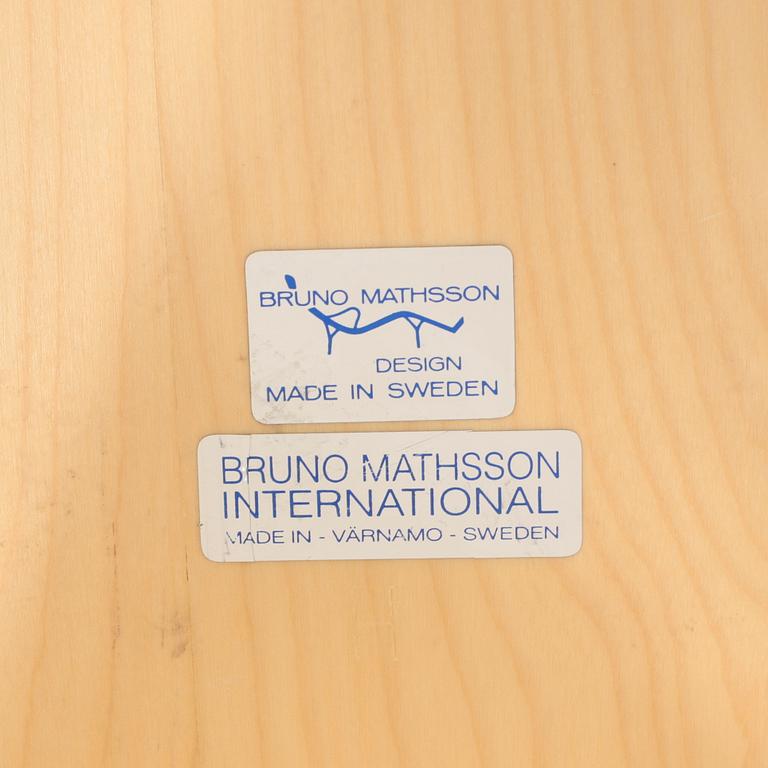 BRUNO MATHSSON
DESIGN
MADE IN SWEDEN
BRUNO MATHSSON
INTERNATIONAL
MADE IN - VÄRNAMO - SWEDEN